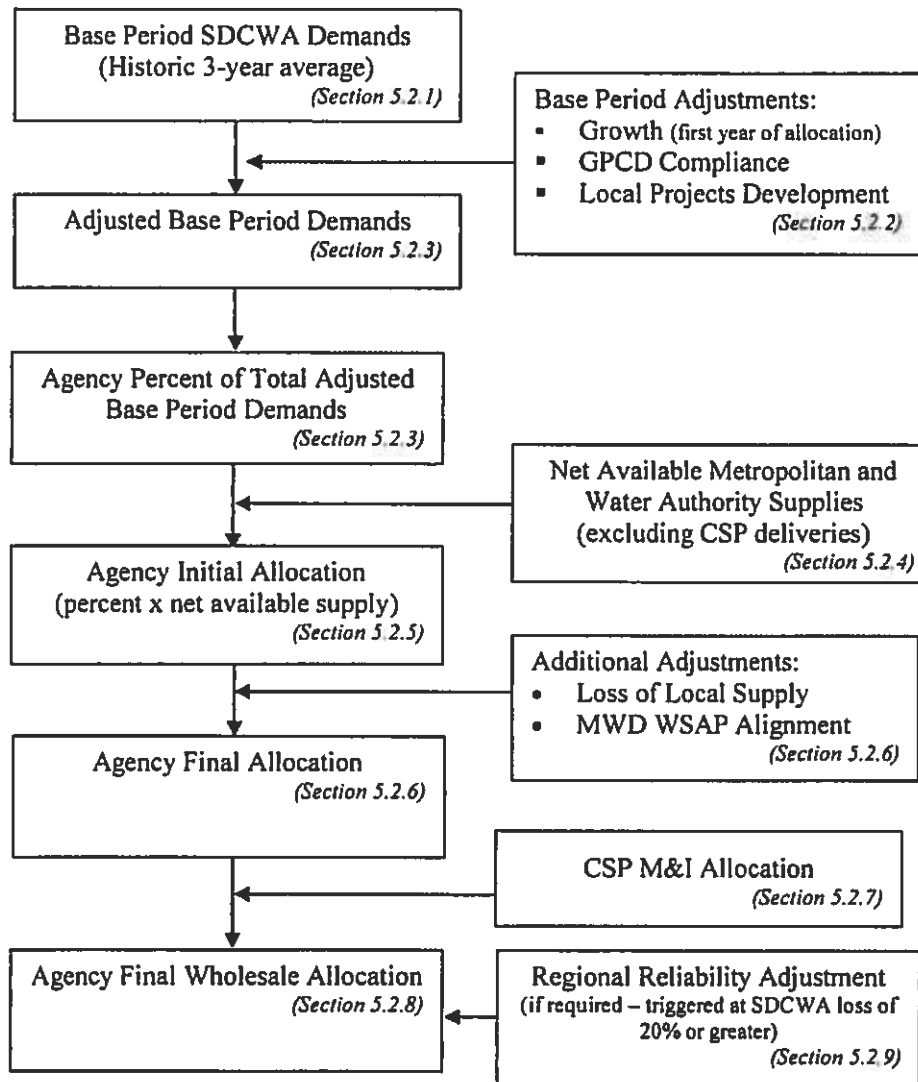 Base Period SDCWA Demands
(Historic 3-year average)
(Section 5.2.1)
Base Period Adjustments:
▪ Growth (first year of allocation)
▪ GPCD Compliance
▪ Local Projects Development
(Section 5.2.2)
Adjusted Base Period Demands
(Section 5.2.3)
Agency Percent of Total Adjusted
Base Period Demands
(Section 5.2.3)
Net Available Metropolitan and
Water Authority Supplies
(excluding CSP deliveries)
(Section 5.2.4)
Agency Initial Allocation
(percent x net available supply)
(Section 5.2.5)
Additional Adjustments:
• Loss of Local Supply
• MWD WSAP Alignment
(Section 5.2.6)
Agency Final Allocation
(Section 5.2.6)
CSP M&I Allocation
(Section 5.2.7)
Agency Final Wholesale Allocation
(Section 5.2.8)
Regional Reliability Adjustment
(if required – triggered at SDCWA loss of
20% or greater)
(Section 5.2.9)